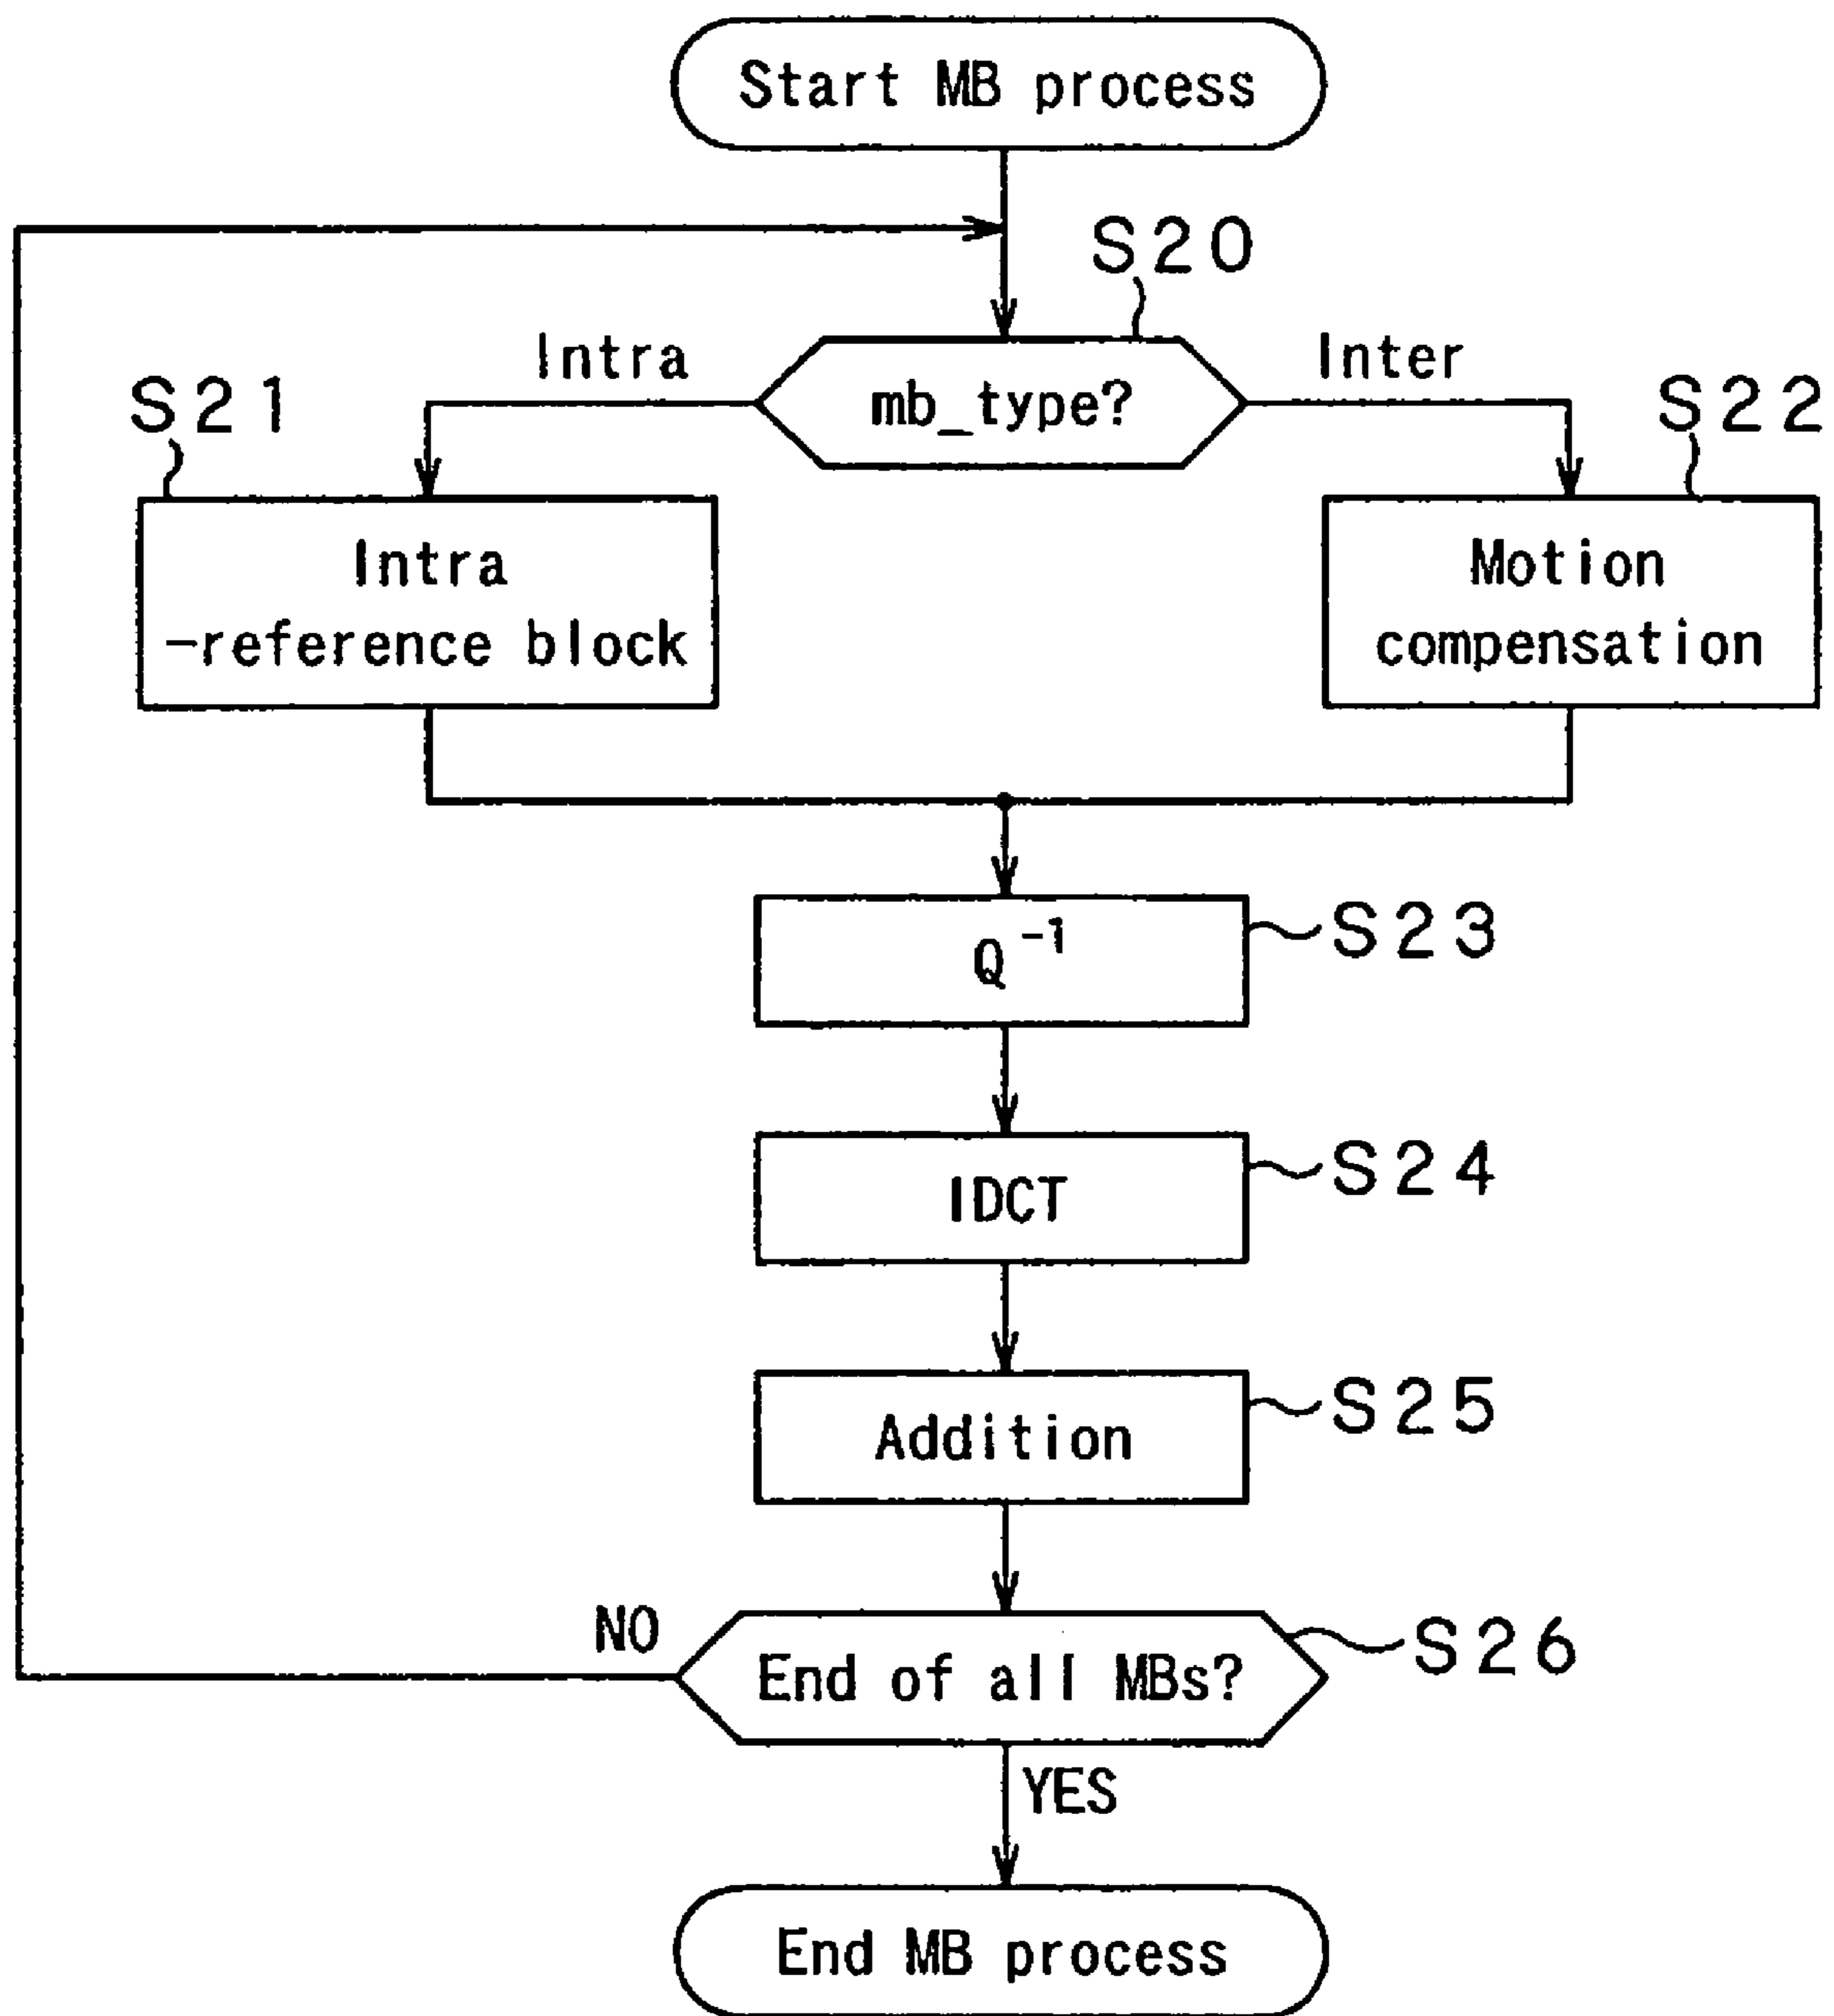 Start MB process
S20
Intra
Inter
mb_type?
S21
S22
Intra
-reference block
Motion
compensation
Q⁻¹
S23
IDCT
S24
Addition
S25
NO
End of all MBs?
S26
YES
End MB process